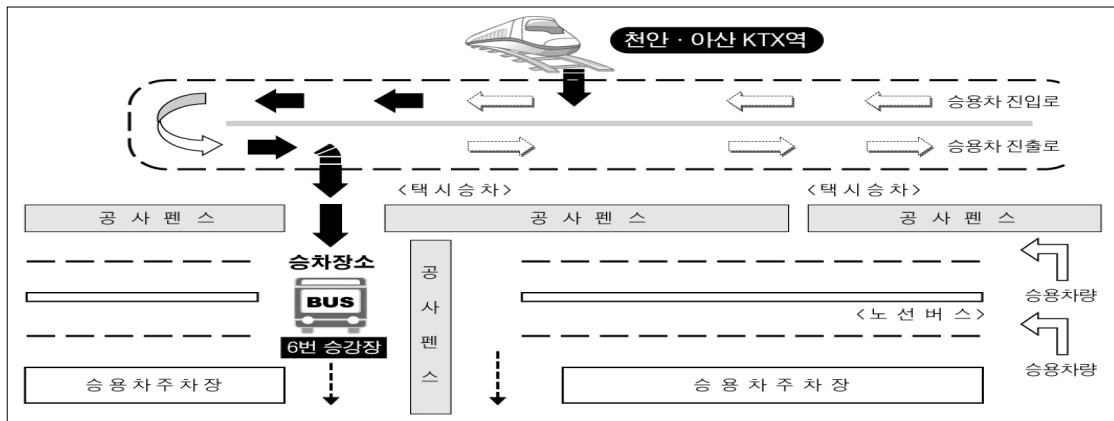 천안 · 아산 KTX역
승용차 진입로
승용차 진출로
<택시승차>
<택시승차>
공 사 펜 스
공 사 펜 스
공 사 펜 스
승차장소
BUS
6번 승강장
공 사 펜 스
승용차량
<노 선 버 스>
승용차량
승용차주차장
승 용 차 주 차 장